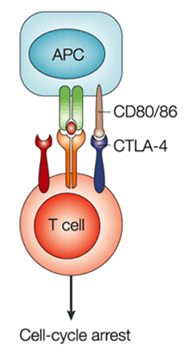 APC
CD80/86
CTLA-4
T cell
Cell-cycle arrest